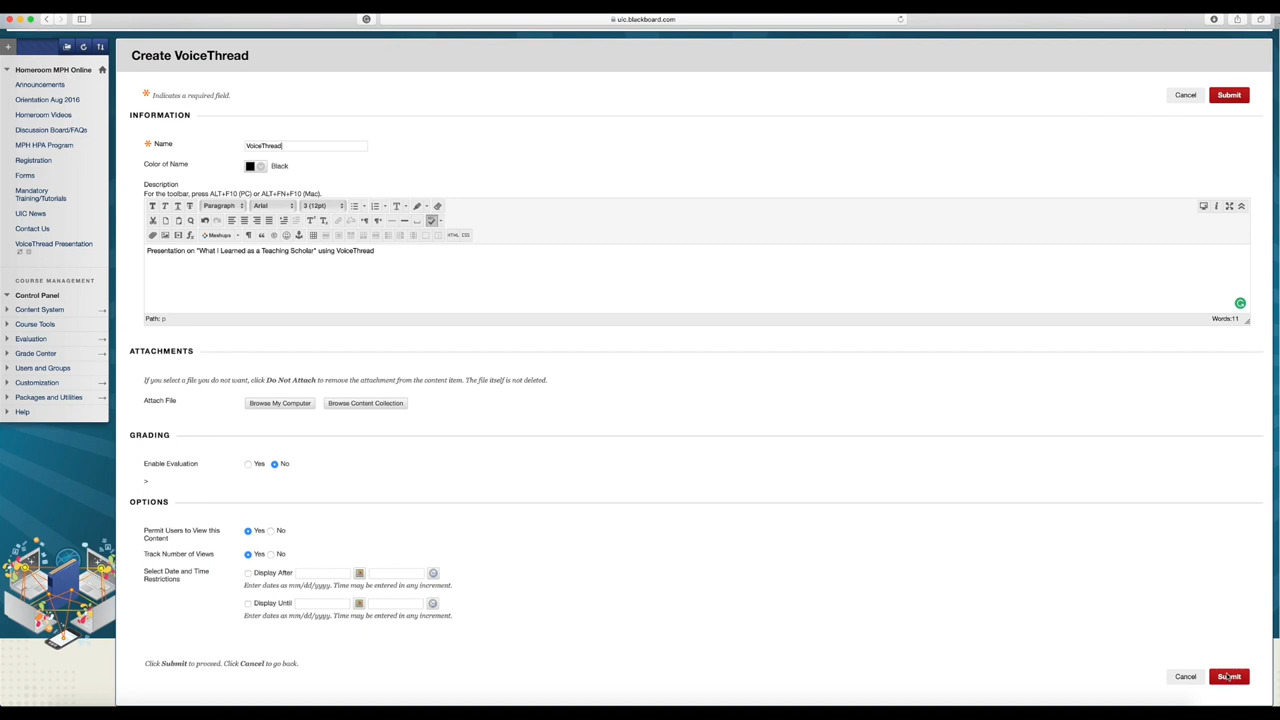 uic.blackboard.com
Homeroom MPH Online
Announcements
Orientation Aug 2016
Homeroom Videos
Discussion Board/FAQs
MPH HPA Program
Registration
Forms
Mandatory
Training/Tutorials
UIC News
Contact Us
VoiceThread Presentation
COURSE MANAGEMENT
Control Panel
Content System
Course Tools
Evaluation
Grade Center
Users and Groups
Customization
Packages and Utilities
Help
Create VoiceThread
* Indicates a required field.
Cancel Submit
INFORMATION
* Name VoiceThread
Color of Name Black
Description
For the toolbar, press ALT+F10 (PC) or ALT+FN+F10 (Mac).
Paragraph Arial 3 (12pt)
Mashups HTML CSS
Presentation on "What I Learned as a Teaching Scholar" using VoiceThread
Path: p Words:11
ATTACHMENTS
If you select a file you do not want, click Do Not Attach to remove the attachment from the content item. The file itself is not deleted.
Attach File Browse My Computer Browse Content Collection
GRADING
Enable Evaluation Yes No
>
OPTIONS
Permit Users to View this
Content Yes No
Track Number of Views Yes No
Select Date and Time
Restrictions Display After
Enter dates as mm/dd/yyyy. Time may be entered in any increment.
Display Until
Enter dates as mm/dd/yyyy. Time may be entered in any increment.
Click Submit to proceed. Click Cancel to go back.
Cancel Submit